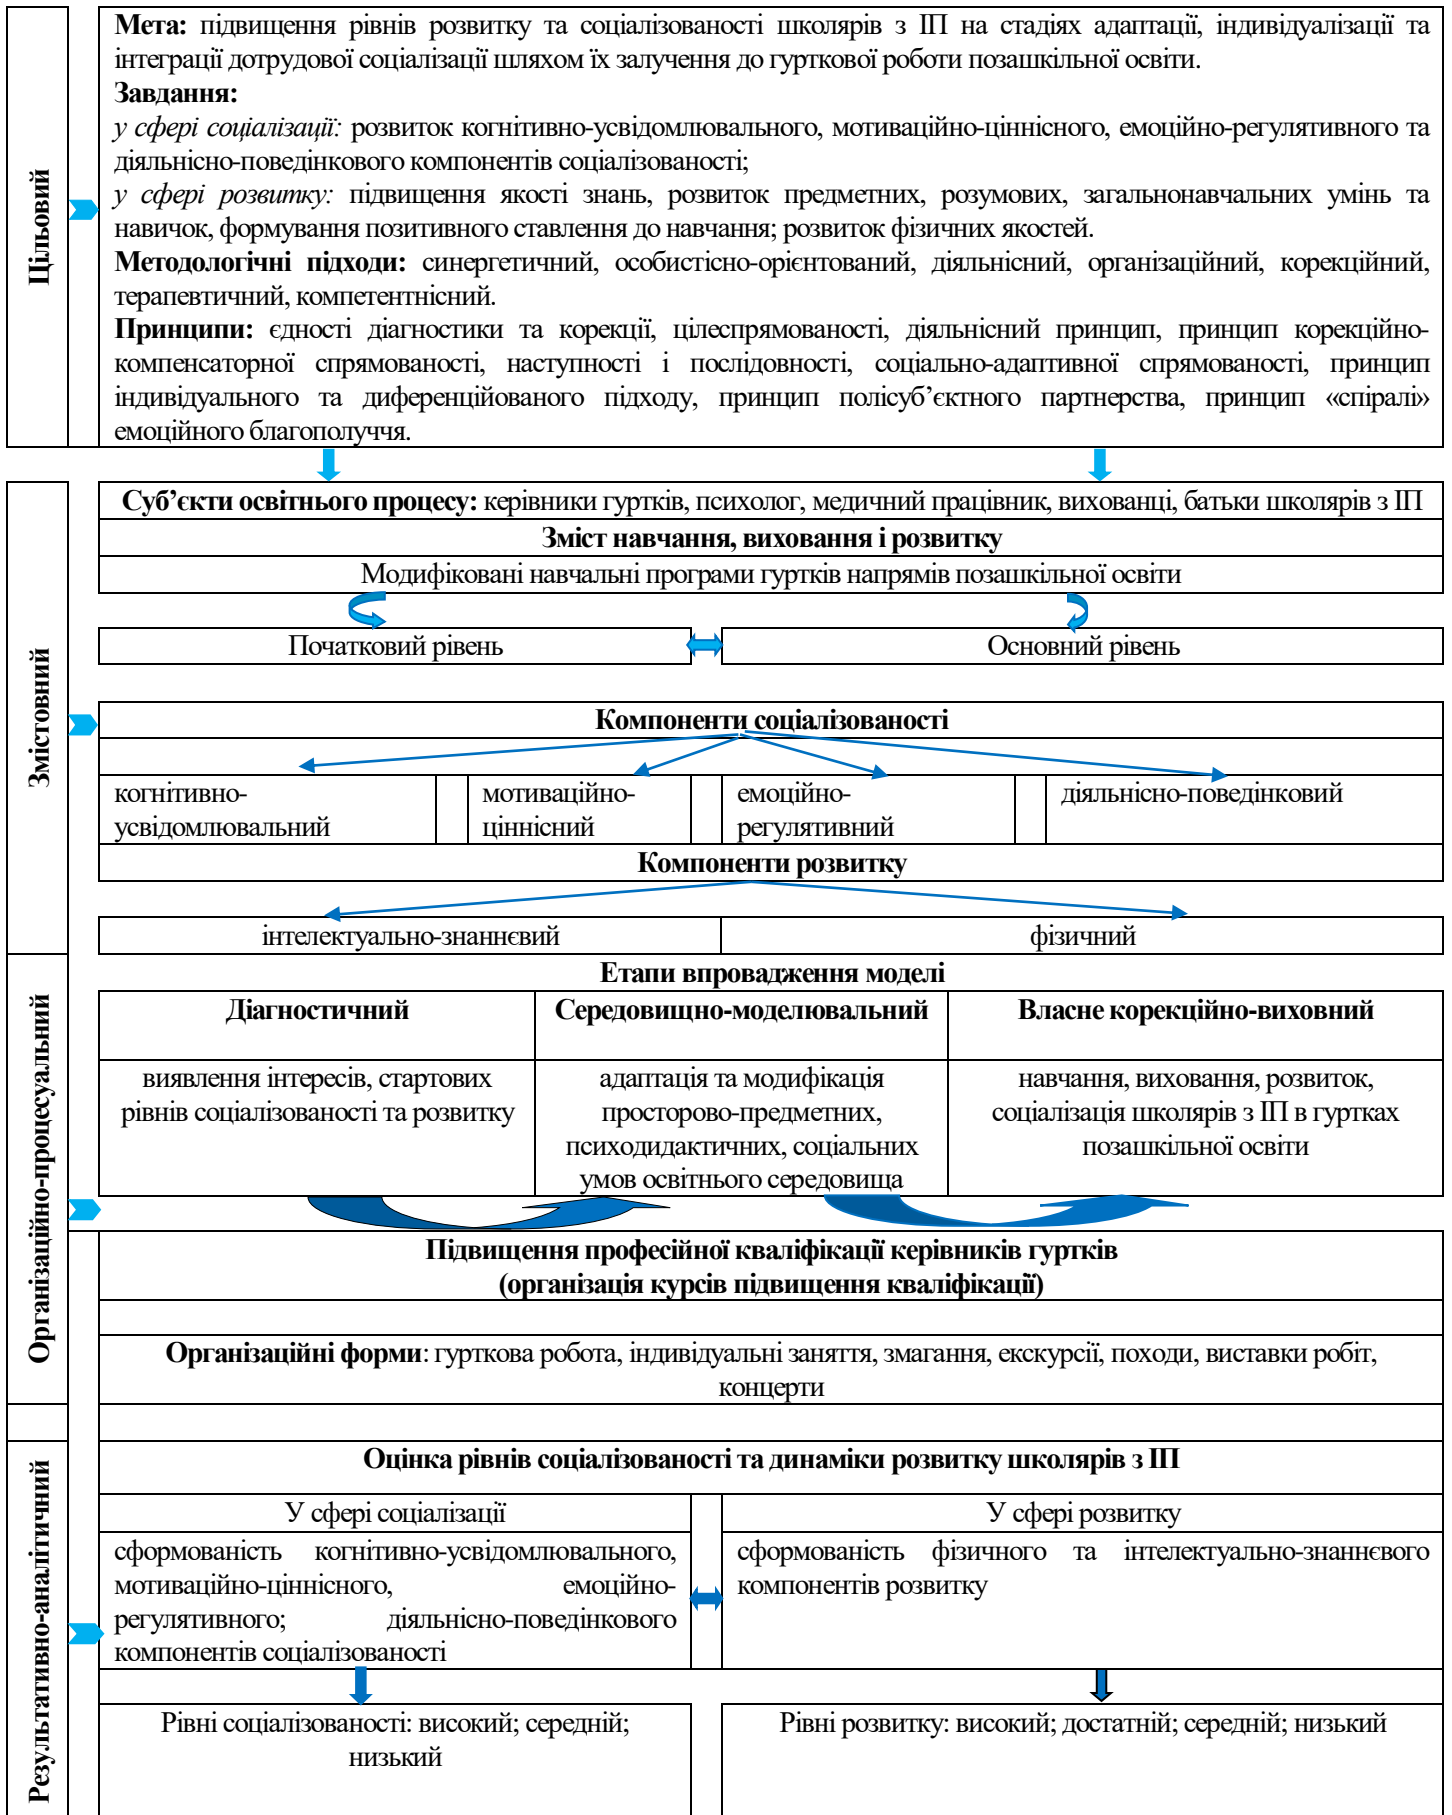 Цільовий
Мета: підвищення рівнів розвитку та соціалізованості школярів з ІП на стадіях адаптації, індивідуалізації та
інтеграції дотрудової соціалізації шляхом їх залучення до гурткової роботи позашкільної освіти.
Завдання:
у сфері соціалізації: розвиток когнітивно-усвідомлювального, мотиваційно-ціннісного, емоційно-регулятивного та
діяльнісно-поведінкового компонентів соціалізованості;
у сфері розвитку: підвищення якості знань, розвиток предметних, розумових, загальнонавчальних умінь та
навичок, формування позитивного ставлення до навчання; розвиток фізичних якостей.
Методологічні підходи: синергетичний, особистісно-орієнтований, діяльнісний, організаційний, корекційний,
терапевтичний, компетентнісний.
Принципи: єдності діагностики та корекції, цілеспрямованості, діяльнісний принцип, принцип корекційно-
компенсаторної спрямованості, наступності і послідовності, соціально-адаптивної спрямованості, принцип
індивідуального та диференційованого підходу, принцип полісуб’єктного партнерства, принцип «спіралі»
емоційного благополуччя.
Змістовний
Суб’єкти освітнього процесу: керівники гуртків, психолог, медичний працівник, вихованці, батьки школярів з ІП
Зміст навчання, виховання і розвитку
Модифіковані навчальні програми гуртків напрямів позашкільної освіти
Початковий рівень
Основний рівень
Компоненти соціалізованості
когнітивно-
усвідомлювальний
мотиваційно-
ціннісний
емоційно-
регулятивний
діяльнісно-поведінковий
Компоненти розвитку
інтелектуально-знаннєвий
фізичний
Організаційно-процесуальний
Етапи впровадження моделі
Діагностичний
Середовищно-моделювальний
Власне корекційно-виховний
виявлення інтересів, стартових
рівнів соціалізованості та розвитку
адаптація та модифікація
просторово-предметних,
психодидактичних, соціальних
умов освітнього середовища
навчання, виховання, розвиток,
соціалізація школярів з ІП в гуртках
позашкільної освіти
Підвищення професійної кваліфікації керівників гуртків
(організація курсів підвищення кваліфікації)
Організаційні форми: гурткова робота, індивідуальні заняття, змагання, екскурсії, походи, виставки робіт,
концерти
Результативно-аналітичний
Оцінка рівнів соціалізованості та динаміки розвитку школярів з ІП
У сфері соціалізації
У сфері розвитку
сформованість когнітивно-усвідомлювального,
мотиваційно-ціннісного, емоційно-
регулятивного; діяльнісно-поведінкового
компонентів соціалізованості
сформованість фізичного та інтелектуально-знаннєвого
компонентів розвитку
Рівні соціалізованості: високий; середній;
низький
Рівні розвитку: високий; достатній; середній; низький